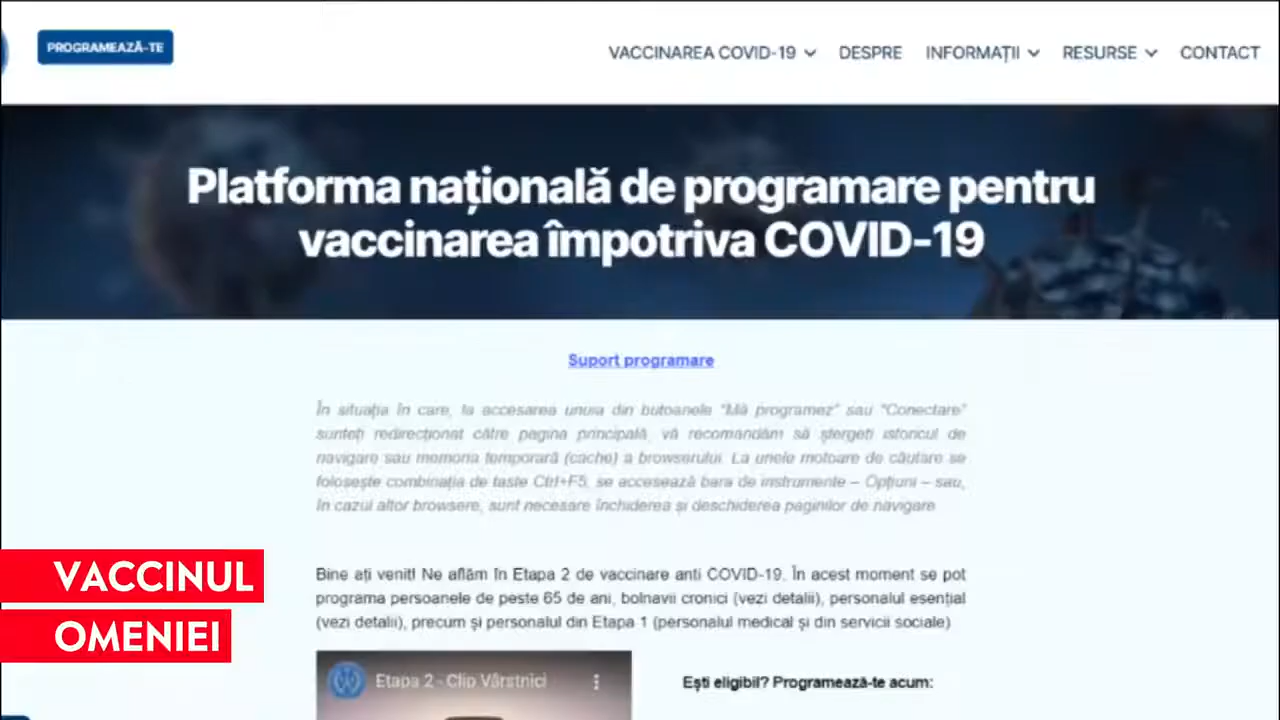 PROGRAMEAZĂ-TE
VACCINAREA COVID-19
DESPRE
INFORMAȚII
RESURSE
CONTACT
Platforma națională de programare pentru
vaccinarea împotriva COVID-19
Suport programare
În situația în care, la accesarea unuia din butoanele "Mă programez" sau "Conectare"
sunteți redirecționat către pagina principală, vă recomandăm să ștergeți istoricul de
navigare sau memoria temporară (cache) a browserului. La unele motoare de căutare se
folosește combinația de taste Ctrl+F5, se accesează bara de instrumente – Opțiuni – sau,
în cazul altor browsere, sunt necesare închiderea și deschiderea paginilor de navigare
Bine ați venit! Ne aflăm în Etapa 2 de vaccinare anti COVID-19. În acest moment se pot
programa persoanele de peste 65 de ani, bolnavii cronici (vezi detalii), personalul esențial
(vezi detalii), precum și personalul din Etapa 1 (personalul medical și din servicii sociale)
Etapa 2 - Clip Vârstnici
Ești eligibil? Programează-te acum:
VACCINUL
OMENIEI